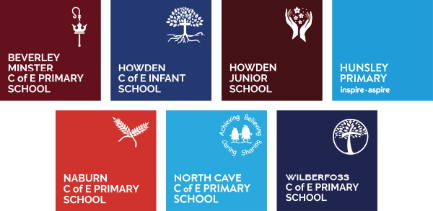 BEVERLEY
MINSTER
C of E PRIMARY
SCHOOL
HOWDEN
C of E INFANT
SCHOOL
HOWDEN
JUNIOR
SCHOOL
HUNSLEY
PRIMARY
inspire - aspire
NABURN
C of E PRIMARY
SCHOOL
Achieving Believing
Caring Sharing
NORTH CAVE
C of E PRIMARY
SCHOOL
WILBERFOSS
C of E PRIMARY
SCHOOL